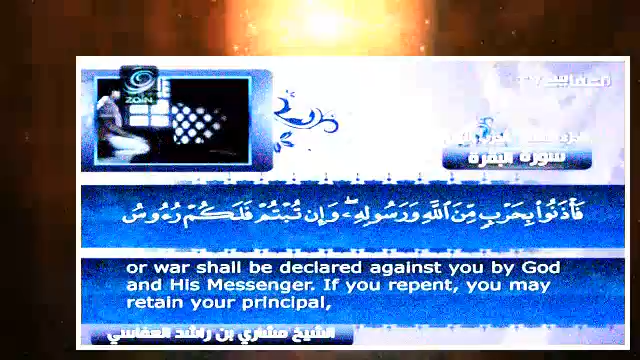 ZaiN
سورة البقرة
فَأْذَنُوا۟ بِحَرْبٍ مِّنَ ٱللَّهِ وَرَسُولِهِۦ ۖ وَإِن تُبْتُمْ فَلَكُمْ رُءُوسُ
or war shall be declared against you by God
and His Messenger. If you repent, you may
retain your principal,
الشيخ مشاري بن راشد العفاسي